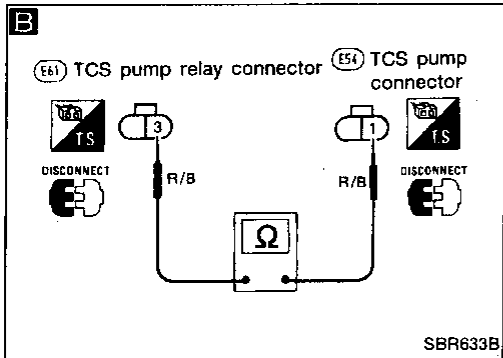 B
E61 TCS pump relay connector
E54 TCS pump connector
T.S
3
1
T.S
DISCONNECT
R/B
R/B
DISCONNECT
Ω
SBR633B